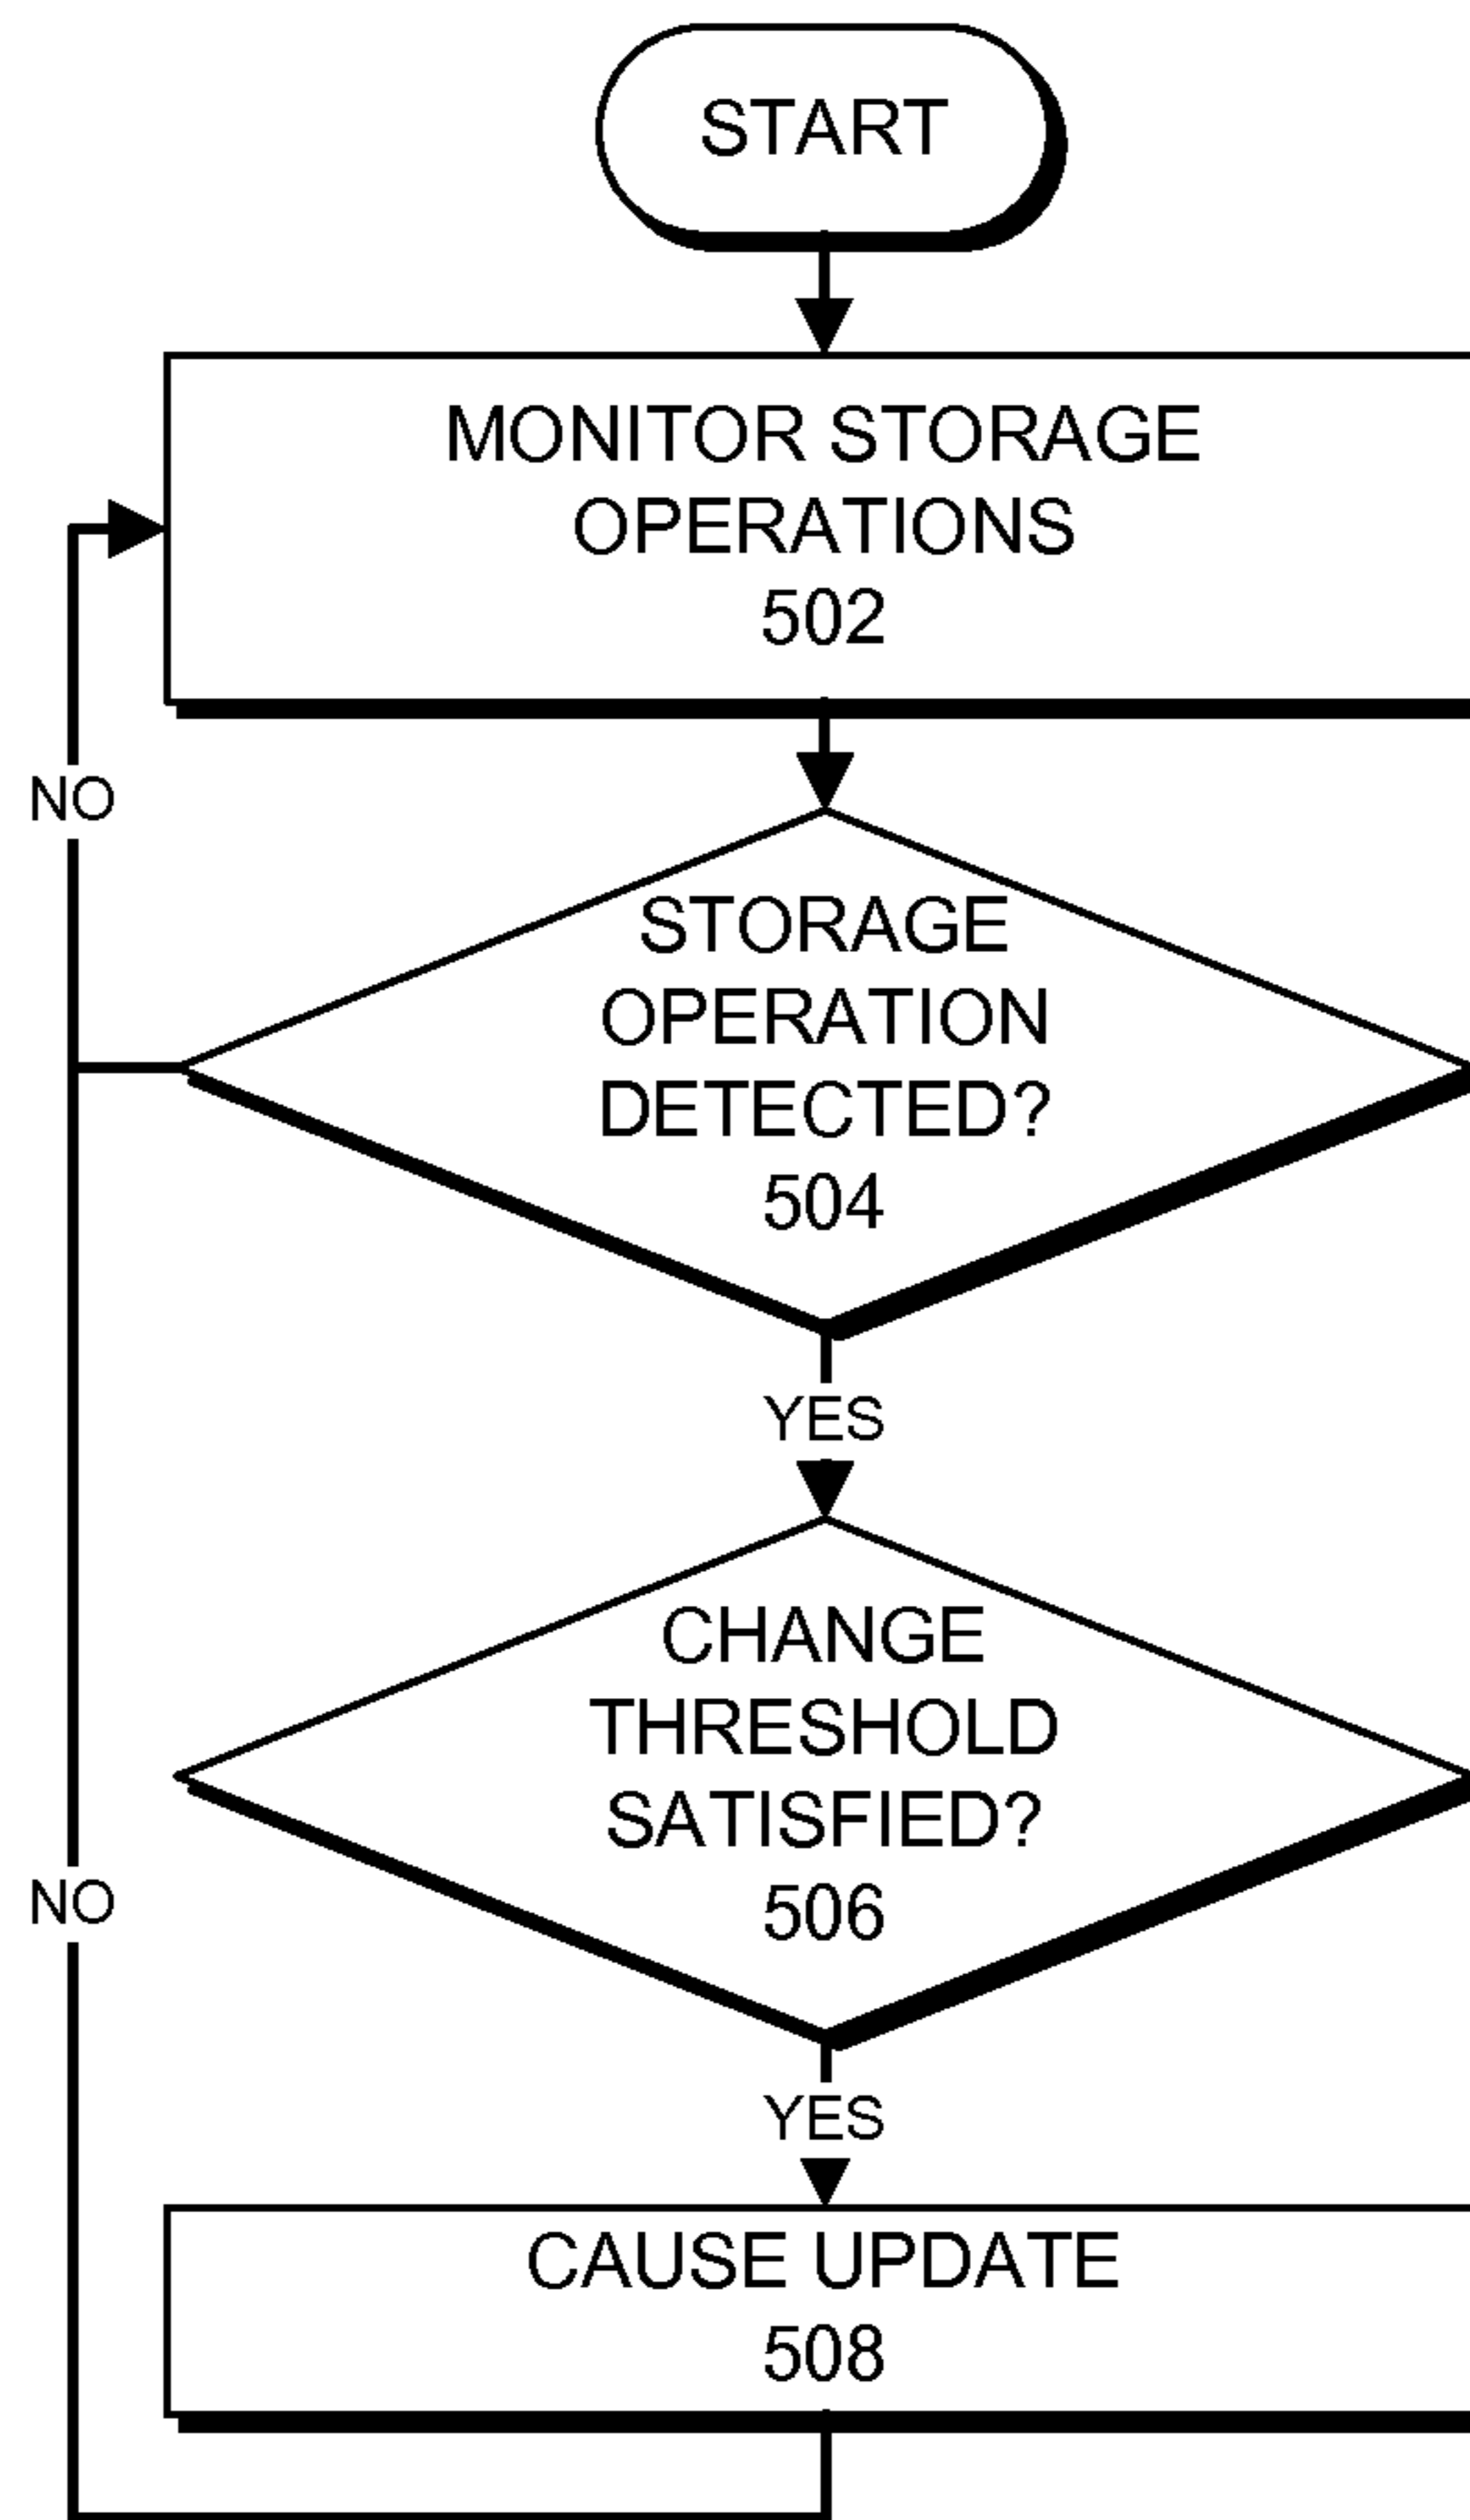 START
MONITOR STORAGE
OPERATIONS
502
NO
STORAGE
OPERATION
DETECTED?
504
YES
CHANGE
THRESHOLD
SATISFIED?
506
NO
YES
CAUSE UPDATE
508